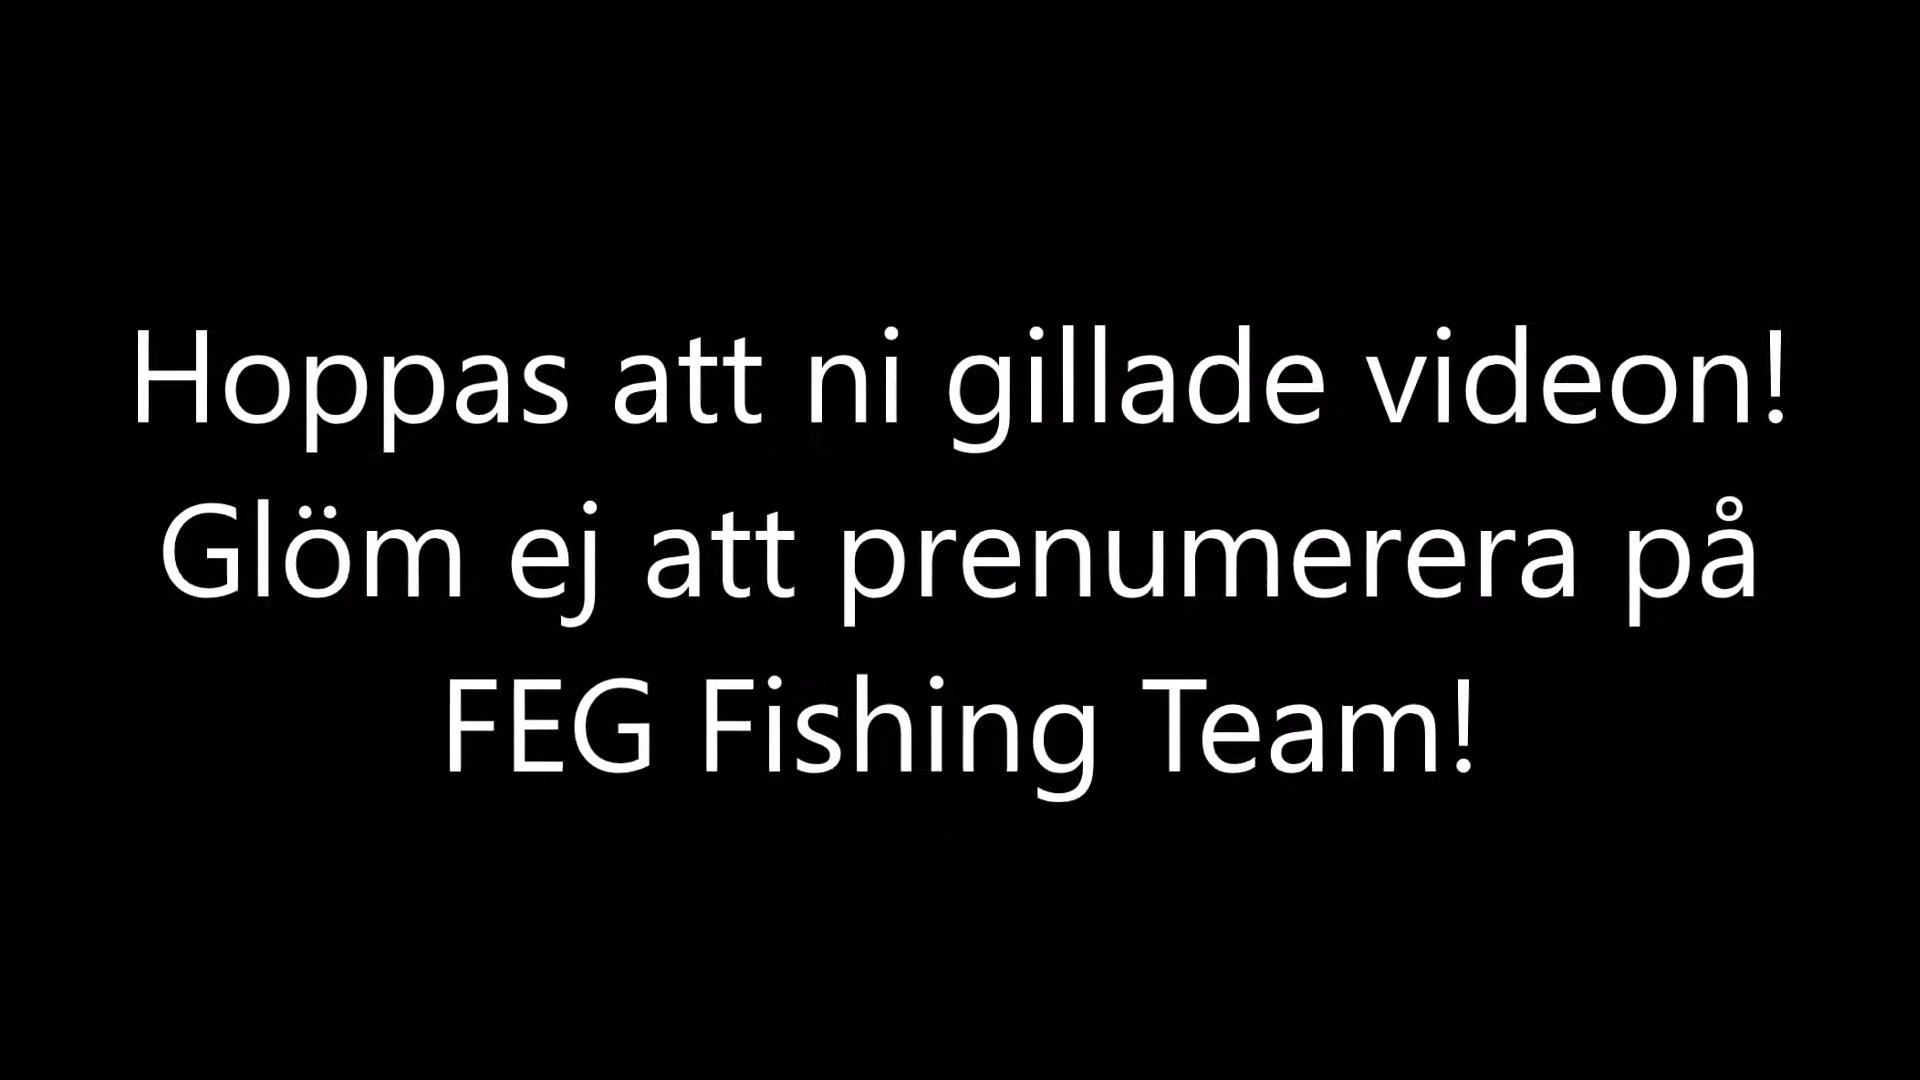 Hoppas att ni gillade videon!
Glöm ej att prenumerera på
FEG Fishing Team!